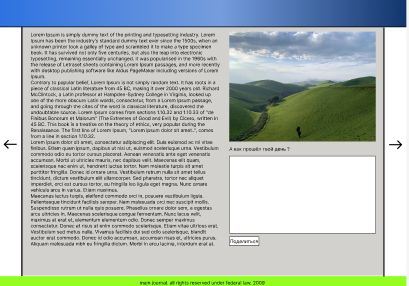 Lorem Ipsum is simply dummy text of the printing and typesetting industry. Lorem
Ipsum has been the industry's standard dummy text ever since the 1500s, when an
unknown printer took a galley of type and scrambled it to make a type specimen
book. It has survived not only five centuries, but also the leap into electronic
typesetting, remaining essentially unchanged. It was popularised in the 1960s with
the release of Letraset sheets containing Lorem Ipsum passages, and more recently
with desktop publishing software like Aldus PageMaker including versions of Lorem
Ipsum.
Contrary to popular belief, Lorem Ipsum is not simply random text. It has roots in a
piece of classical Latin literature from 45 BC, making it over 2000 years old. Richard
McClintock, a Latin professor at Hampden-Sydney College in Virginia, looked up
one of the more obscure Latin words, consectetur, from a Lorem Ipsum passage,
and going through the cites of the word in classical literature, discovered the
undoubtable source. Lorem Ipsum comes from sections 1.10.32 and 1.10.33 of "de
Finibus Bonorum et Malorum" (The Extremes of Good and Evil) by Cicero, written in
45 BC. This book is a treatise on the theory of ethics, very popular during the
Renaissance. The first line of Lorem Ipsum, "Lorem ipsum dolor sit amet..", comes
from a line in section 1.10.32.
Lorem ipsum dolor sit amet, consectetur adipiscing elit. Duis euismod ac mi vitae
finibus. Etiam quam ipsum, dapibus at nisi ut, euismod scelerisque urna. Vestibulum
commodo odio eu tortor cursus placerat. Aenean venenatis ante eget venenatis
accumsan. Morbi ut ultricies mauris, nec dapibus velit. Maecenas quam eros,
scelerisque nec enim ut, hendrerit luctus tortor. Nam molestie turpis sit amet
porttitor fringilla. Donec ut ornare arcu. Vestibulum rutrum nulla sit amet tellus
tincidunt, dictum vestibulum elit ullamcorper. Sed pharetra, tortor nec aliquet
imperdiet, orci est cursus tortor, eu fringilla leo ligula eget magna. Nunc ornare
vehicula arcu in varius. Etiam maximus.
Maecenas luctus turpis, eleifend commodo orci in, posuere vestibulum ligula.
Pellentesque tincidunt facilisis semper. Nam malesuada orci nec suscipit mollis.
Suspendisse rutrum ut nulla quis posuere. Phasellus ornare dolor sem, a egestas
arcu ultricies in. Maecenas scelerisque congue fermentum. Nunc lacus velit,
maximus et erat et, elementum eleifend dolor. Donec semper maximus
consectetur. Donec at risus et enim commodo scelerisque. Etiam vitae ultrices erat.
Vestibulum sed metus nulla. Vivamus facilisis dui sed odio scelerisque, blandit
auctor erat commodo. Donec dui odio, accumsan accumsan risus et, ultricies purus.
Aliquam malesuada nibh eu fringilla dictum. Morbi in arcu lacinia, interdum erat at.
А как прошёл твой день ?
Поделиться
main journal. all rights reserved under federal law. 2000